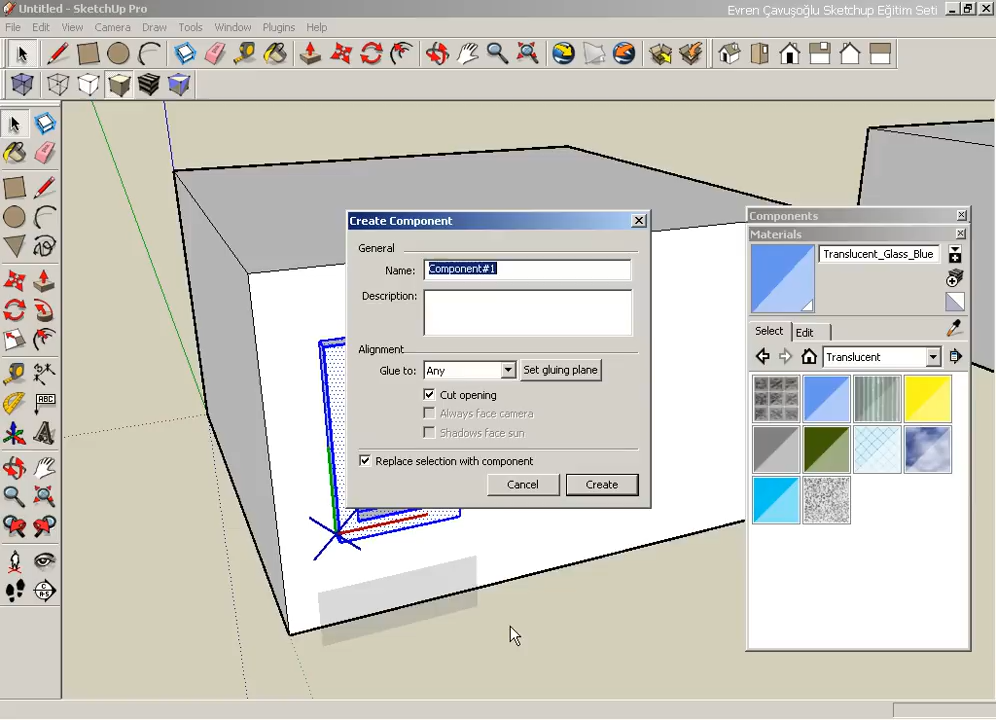 Untitled - SketchUp Pro
Evren Çavuşoğlu Sketchup Eğitim Seti
File Edit View Camera Draw Tools Window Plugins Help
Create Component
General
Name: Component#1
Description:
Alignment
Glue to: Any Set gluing plane
Cut opening
Always face camera
Shadows face sun
Replace selection with component
Cancel Create
Components
Materials
Translucent_Glass_Blue
Select Edit
Translucent